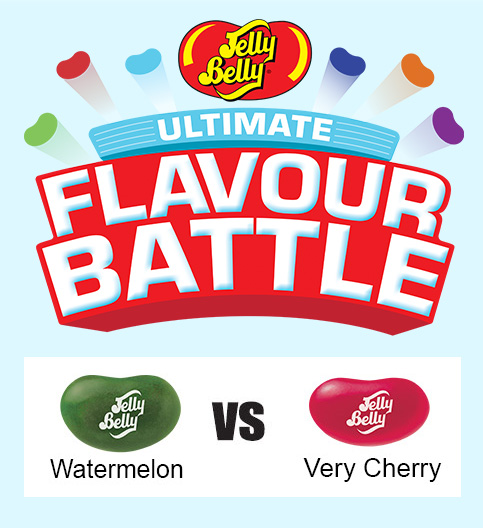 Jelly
Belly
ULTIMATE
FLAVOUR
BATTLE
Jelly
Belly
VS
Jelly
Belly
Watermelon
Very Cherry